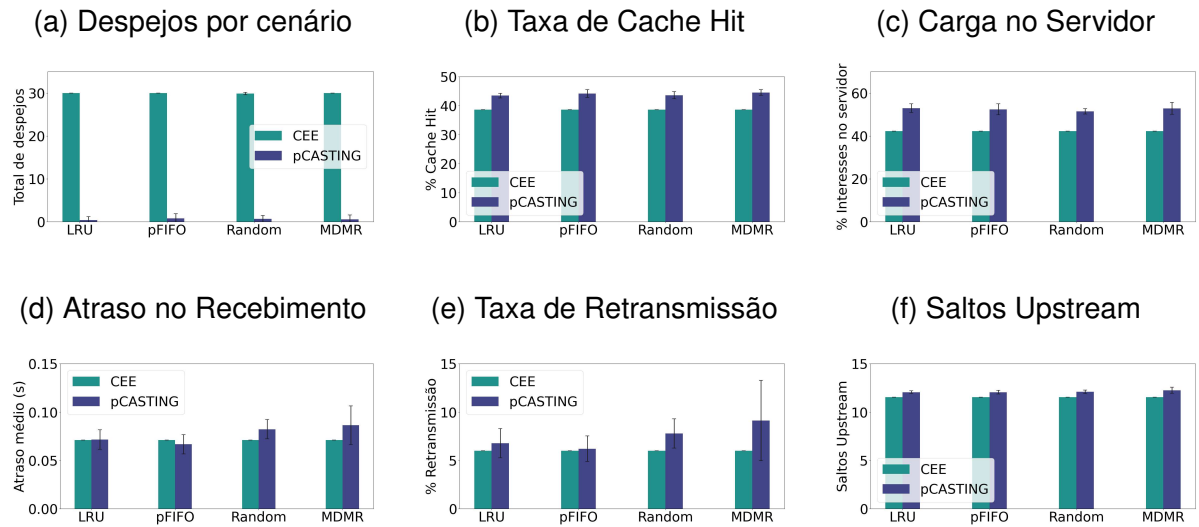 (a) Despejos por cenário
Total de despejos
30
20
10
0
CEE
pCASTING
LRU pFIFO Random MDMR
(b) Taxa de Cache Hit
% Cache Hit
50
40
30
20
10
0
CEE
pCASTING
LRU pFIFO Random MDMR
(c) Carga no Servidor
% Interesses no servidor
60
40
20
0
CEE
pCASTING
LRU pFIFO Random MDMR
(d) Atraso no Recebimento
Atraso médio (s)
0.15
0.10
0.05
0.00
CEE
pCASTING
LRU pFIFO Random MDMR
(e) Taxa de Retransmissão
% Retransmissão
15
10
5
0
CEE
pCASTING
LRU pFIFO Random MDMR
(f) Saltos Upstream
Saltos Upstream
15
10
5
0
CEE
pCASTING
LRU pFIFO Random MDMR